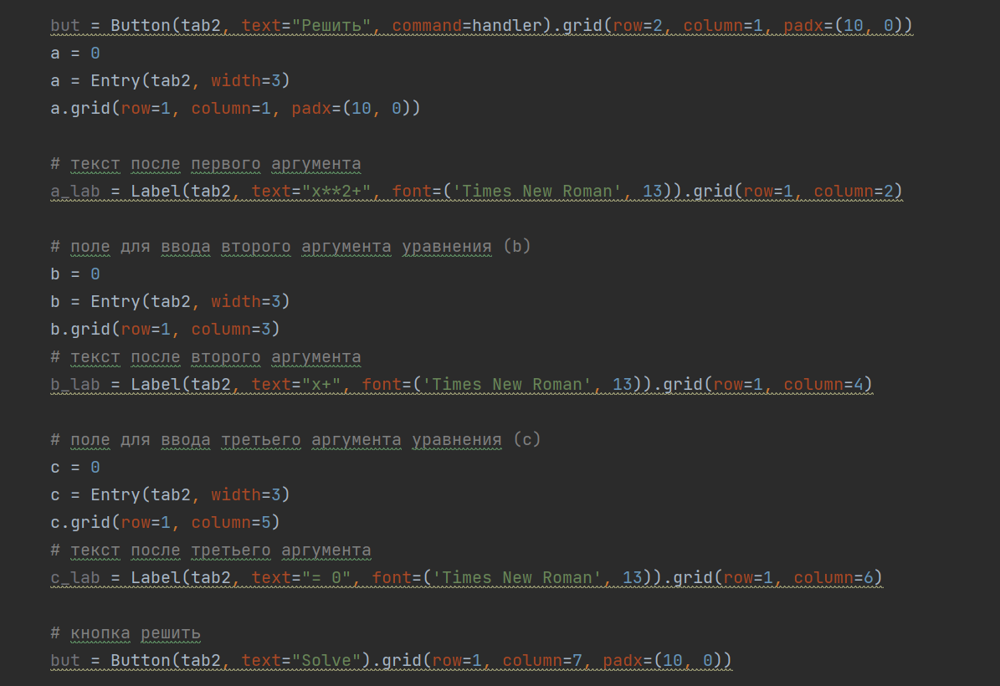 but = Button(tab2, text="Решить", command=handler).grid(row=2, column=1, padx=(10, 0))
a = 0
a = Entry(tab2, width=3)
a.grid(row=1, column=1, padx=(10, 0))
# текст после первого аргумента
a_lab = Label(tab2, text="x**2+", font=('Times New Roman', 13)).grid(row=1, column=2)
# поле для ввода второго аргумента уравнения (b)
b = 0
b = Entry(tab2, width=3)
b.grid(row=1, column=3)
# текст после второго аргумента
b_lab = Label(tab2, text="x+", font=('Times New Roman', 13)).grid(row=1, column=4)
# поле для ввода третьего аргумента уравнения (c)
c = 0
c = Entry(tab2, width=3)
c.grid(row=1, column=5)
# текст после третьего аргумента
c_lab = Label(tab2, text="= 0", font=('Times New Roman', 13)).grid(row=1, column=6)
# кнопка решить
but = Button(tab2, text="Solve").grid(row=1, column=7, padx=(10, 0))